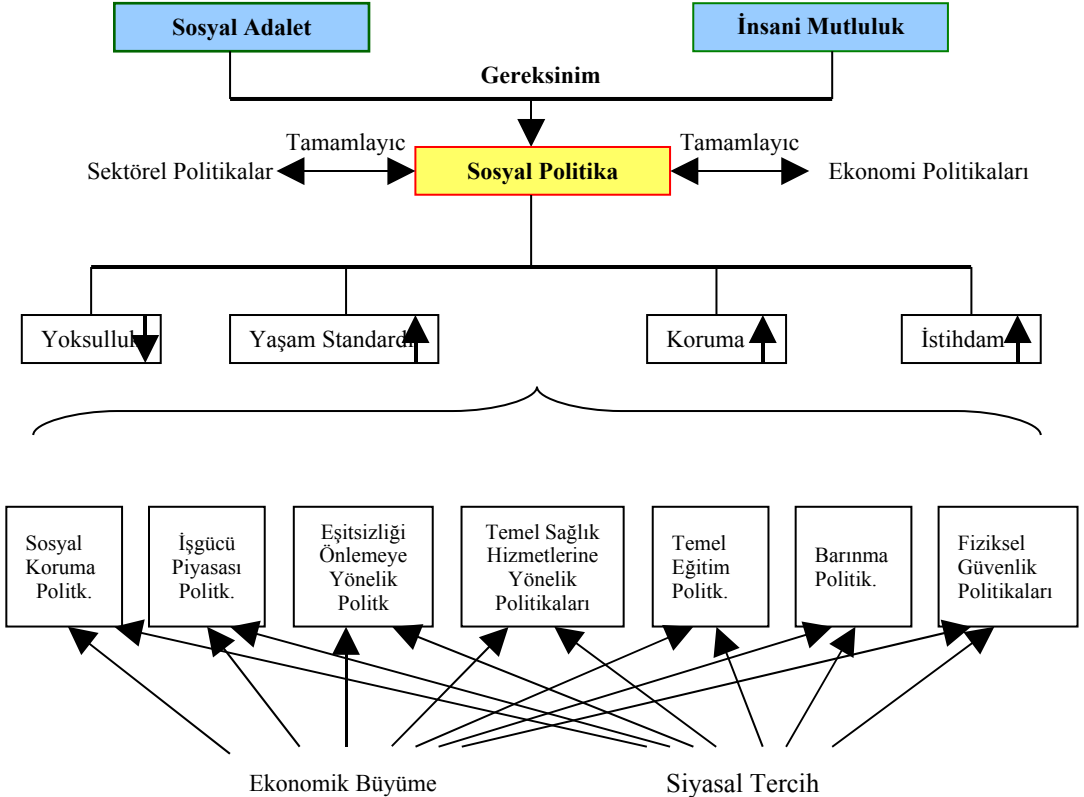 Sosyal Adalet
İnsani Mutluluk
Gereksinim
Tamamlayıc
Tamamlayıc
Sektörel Politikalar
Sosyal Politika
Ekonomi Politikaları
Yoksulluk
Yaşam Standardı
Koruma
İstihdam
Sosyal
Koruma
Politk.
İşgücü
Piyasası
Politk.
Eşitsizliği
Önlemeye
Yönelik
Politk
Temel Sağlık
Hizmetlerine
Yönelik
Politikaları
Temel
Eğitim
Politk.
Barınma
Politik.
Fiziksel
Güvenlik
Politikaları
Ekonomik Büyüme
Siyasal Tercih